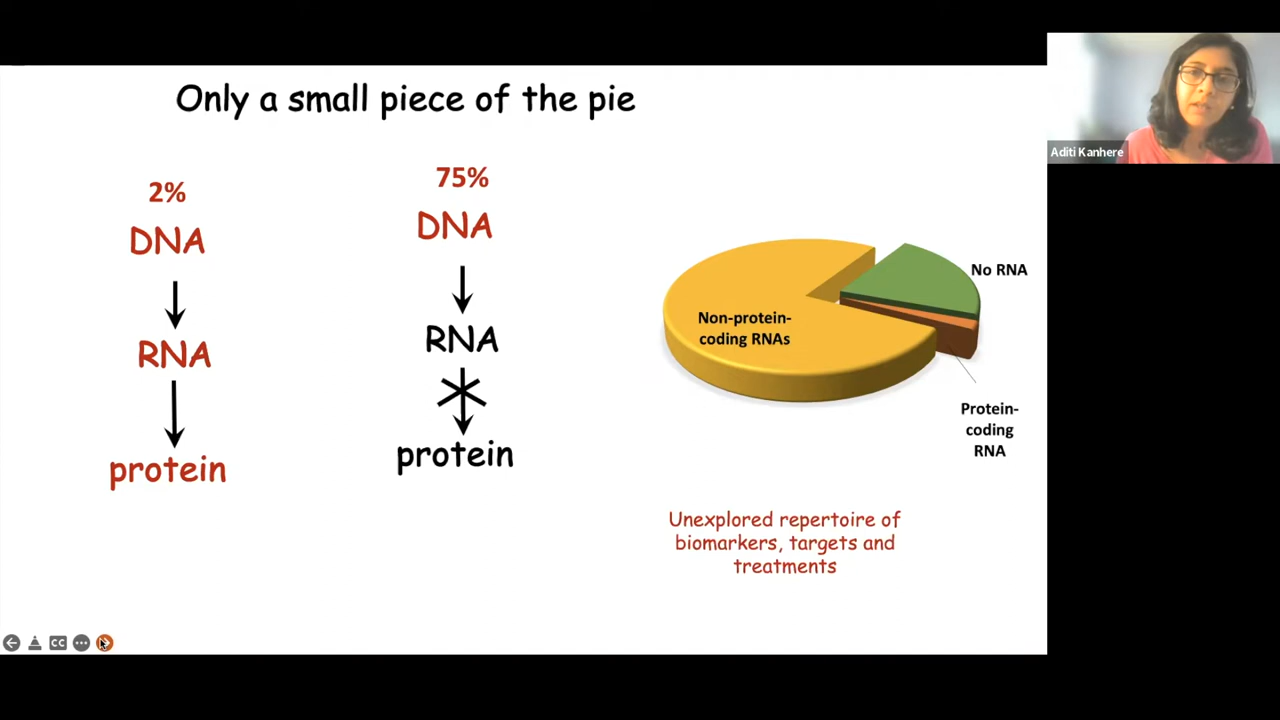 Only a small piece of the pie
2%
DNA
RNA
protein
75%
DNA
RNA
protein
Non-protein-
coding RNAs
No RNA
Protein-
coding
RNA
Unexplored repertoire of
biomarkers, targets and
treatments
Aditi Kanhere
CC